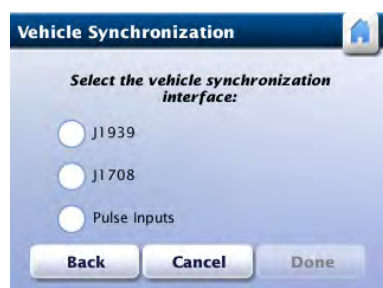 Vehicle Synchronization
Select the vehicle synchronization
interface:
J1939
J1708
Pulse Inputs
Back Cancel Done